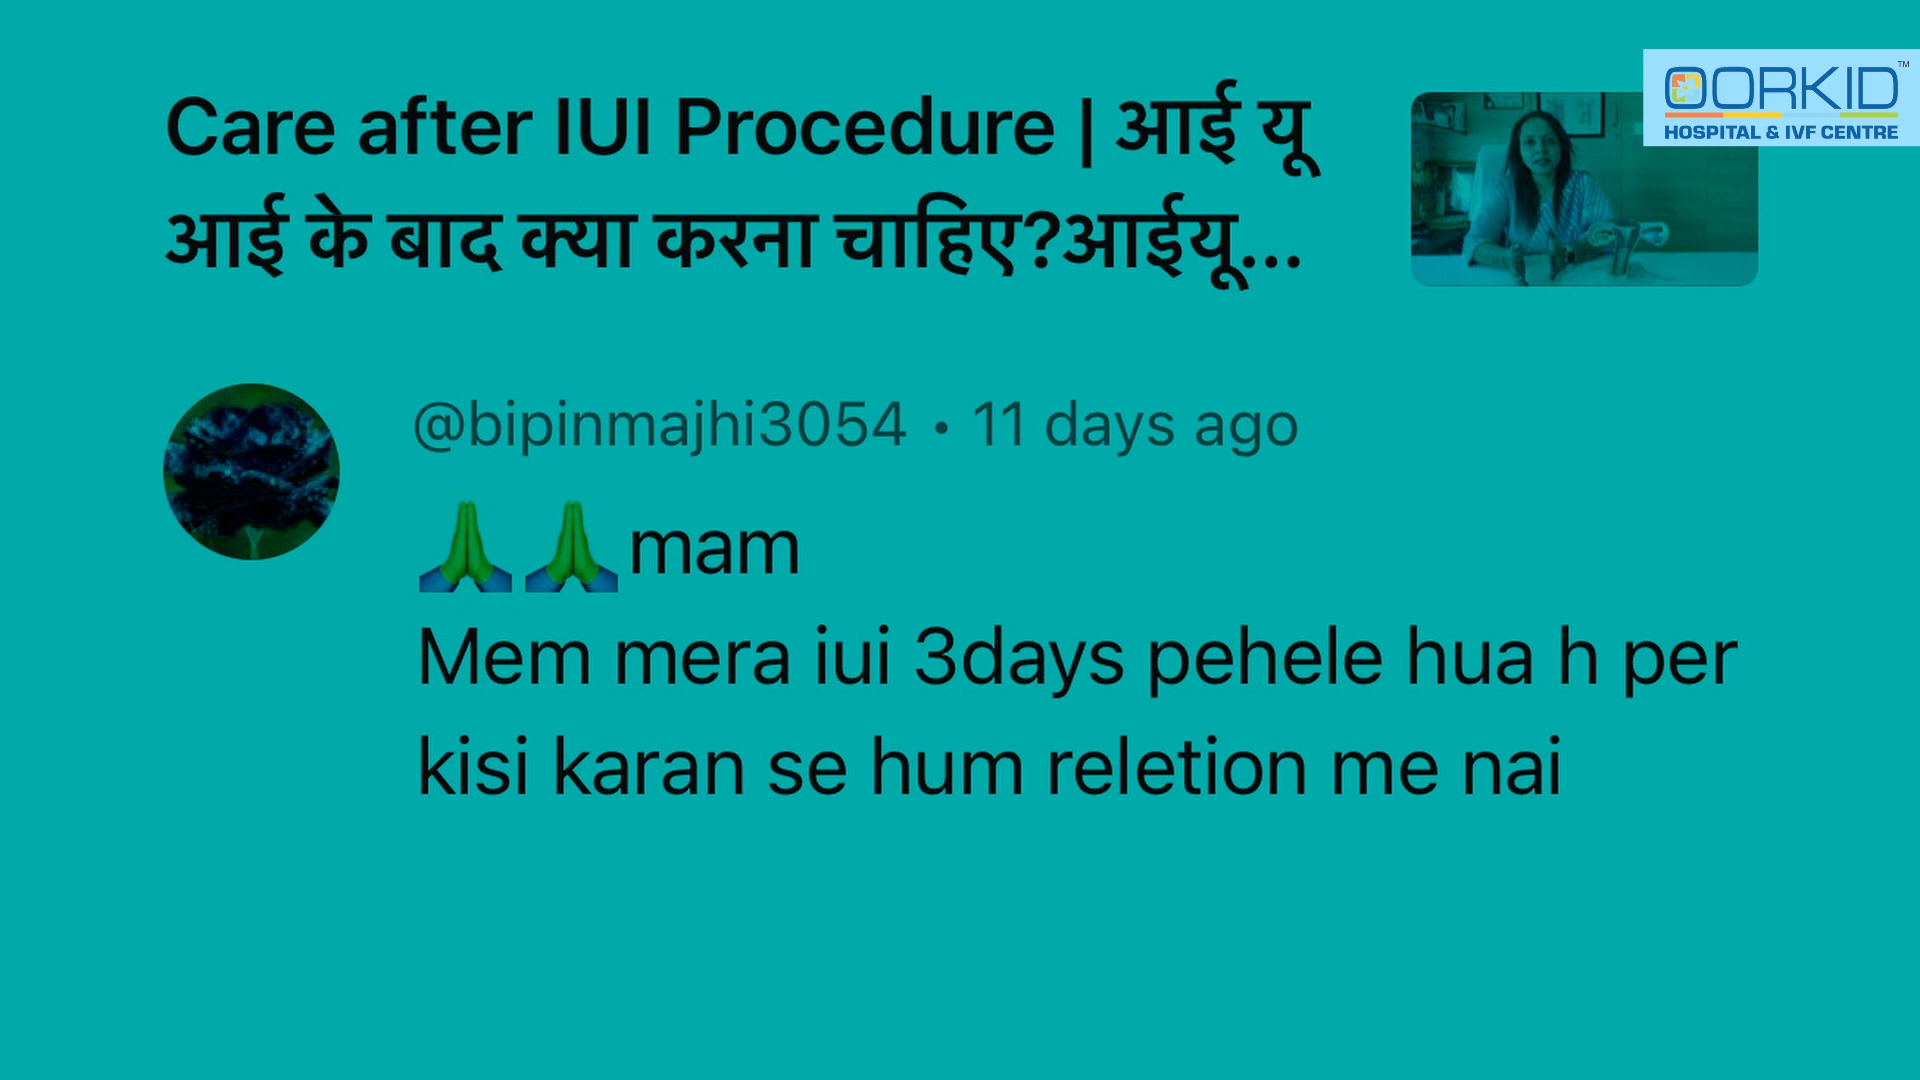 Care after IUI Procedure | आई यू
आई के बाद क्या करना चाहिए?आईयू...
OORKID™
HOSPITAL & IVF CENTRE
@bipinmajhi3054 • 11 days ago
🙏🙏mam
Mem mera iui 3days pehele hua h per
kisi karan se hum reletion me nai